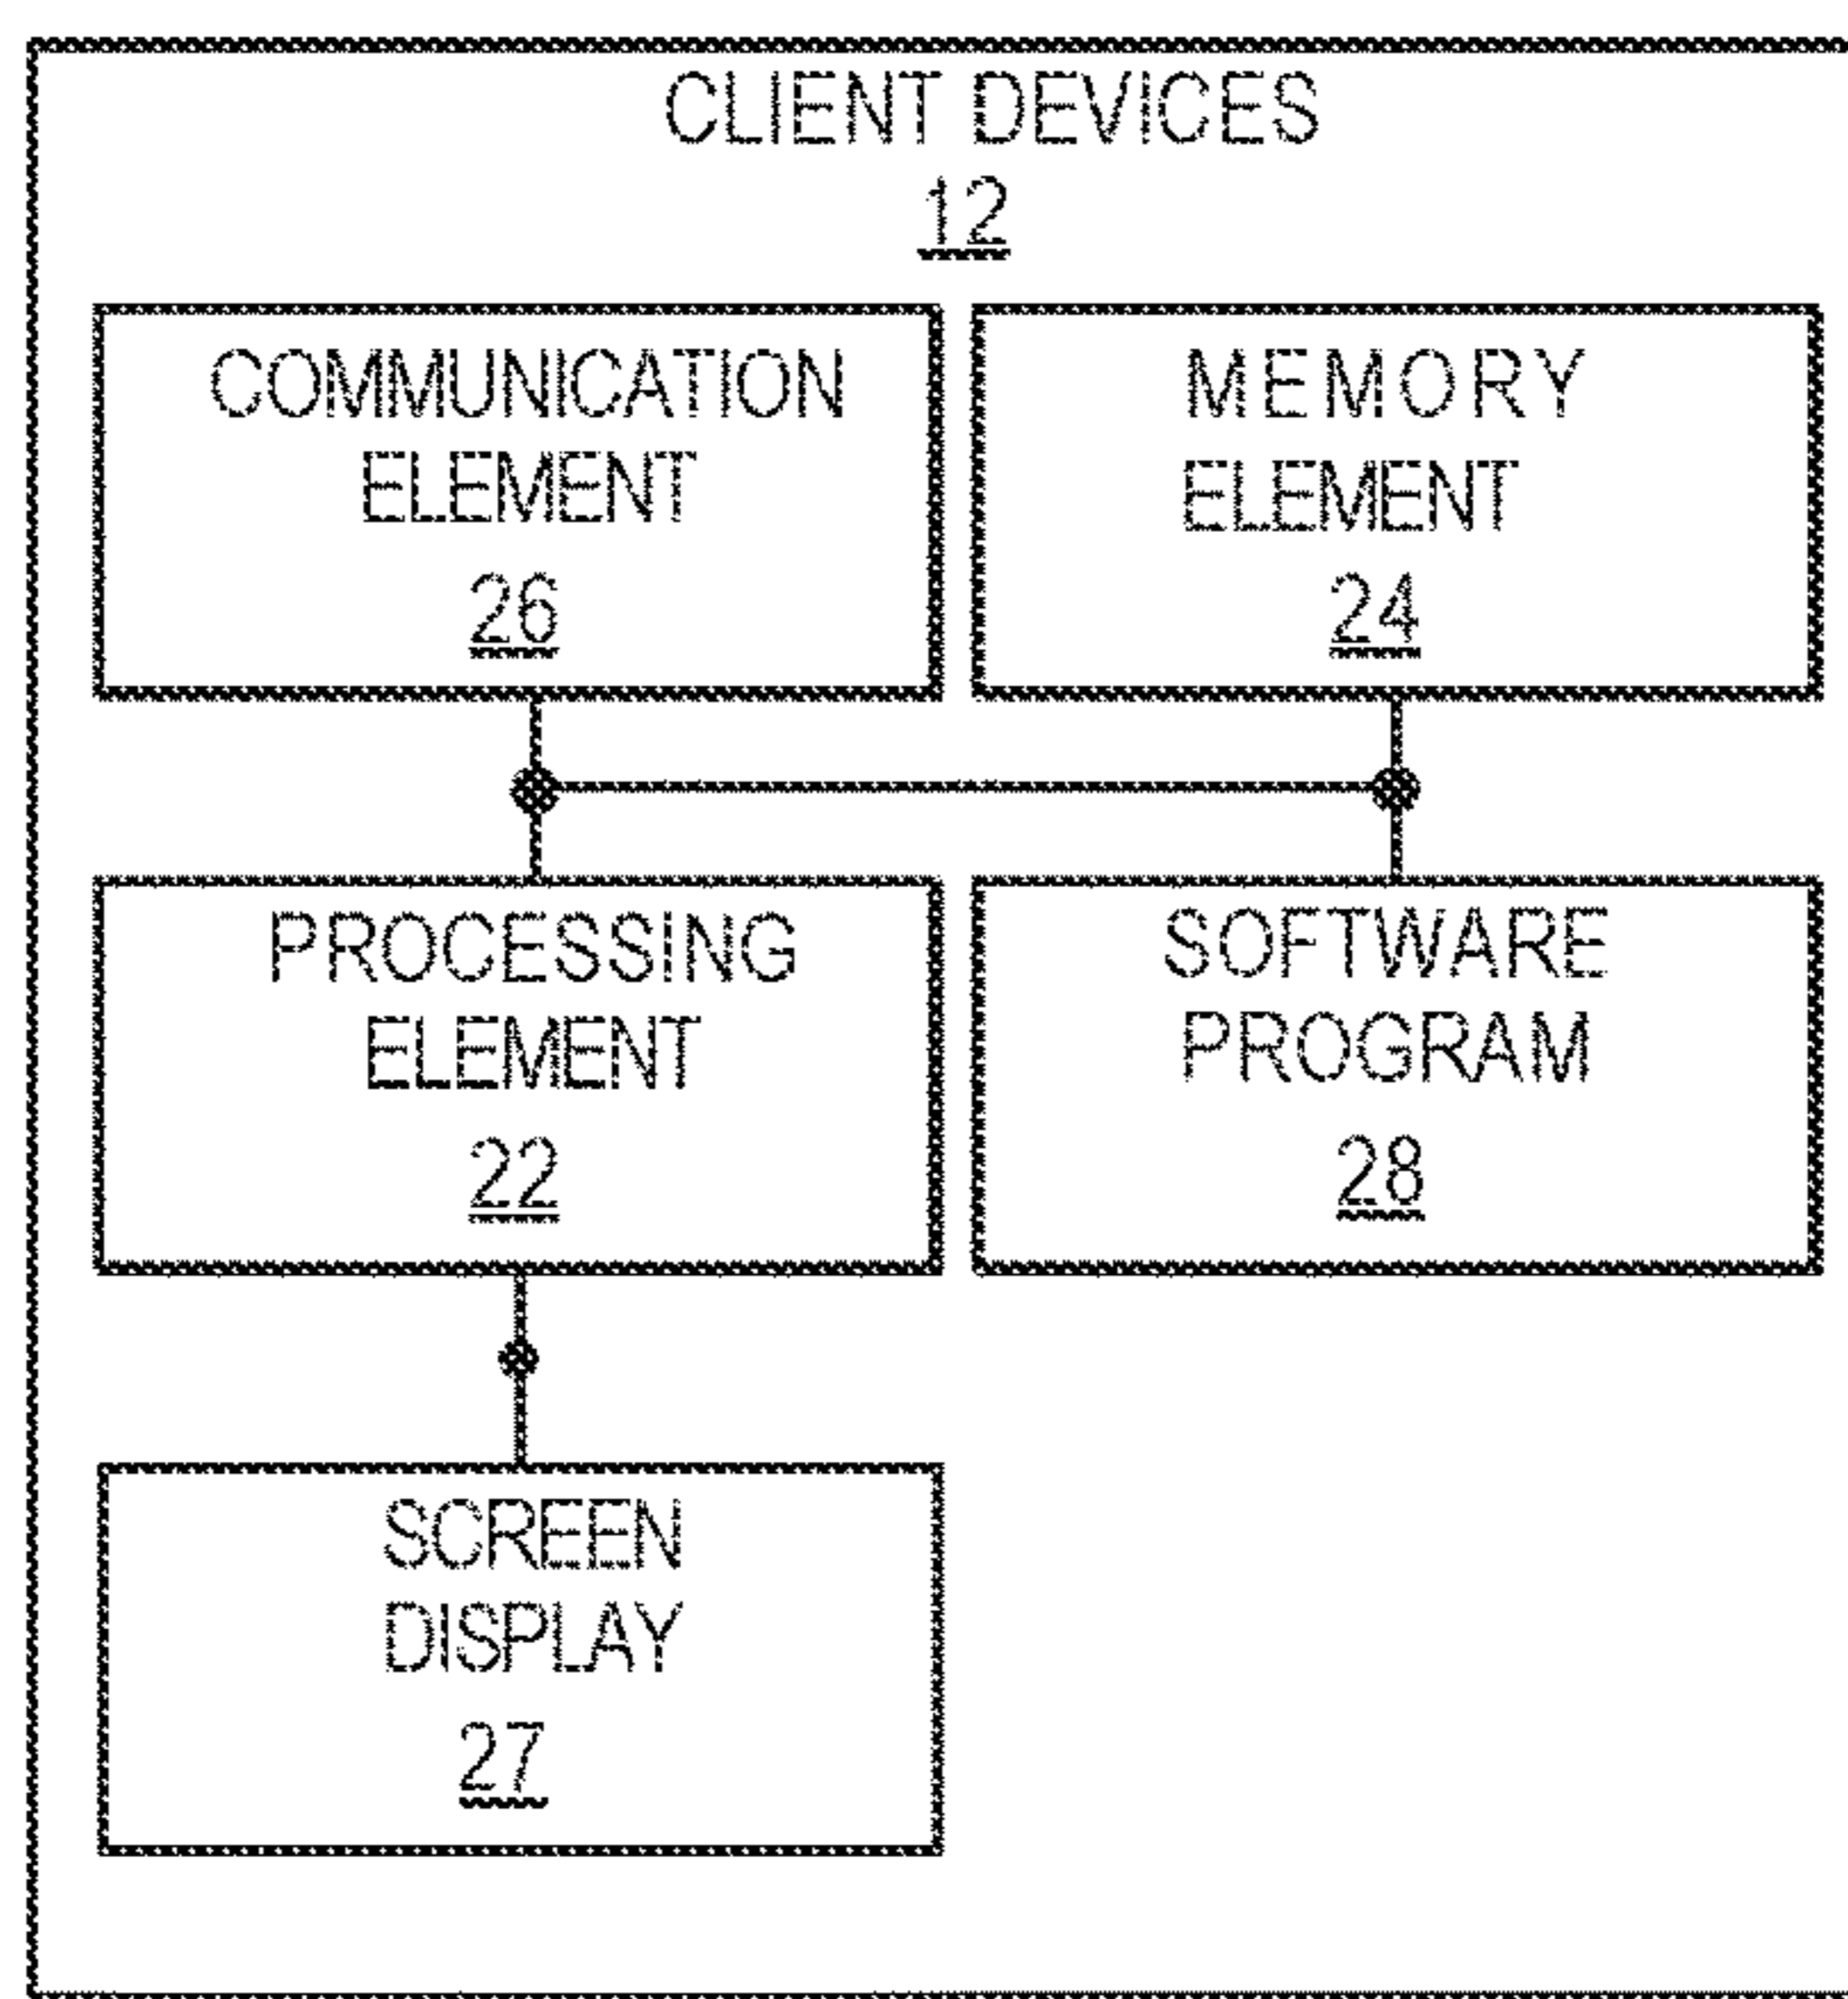 CLIENT DEVICES
12
COMMUNICATION
ELEMENT
26
MEMORY
ELEMENT
24
PROCESSING
ELEMENT
22
SOFTWARE
PROGRAM
28
SCREEN
DISPLAY
27